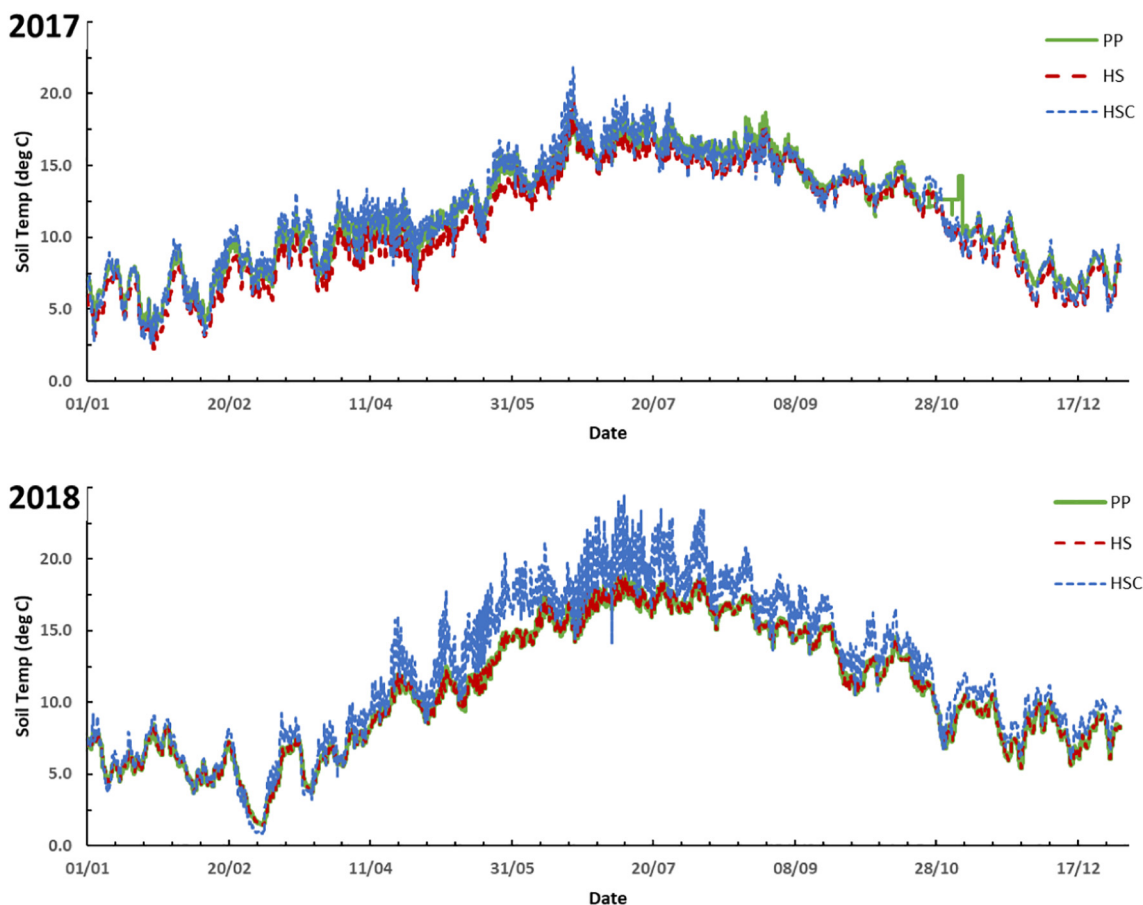 2017
PP
HS
HSC
Soil Temp (deg C)
20.0
15.0
10.0
5.0
0.0
01/01 20/02 11/04 31/05 20/07 08/09 28/10 17/12
Date
2018
PP
HS
HSC
Soil Temp (deg C)
20.0
15.0
10.0
5.0
0.0
01/01 20/02 11/04 31/05 20/07 08/09 28/10 17/12
Date